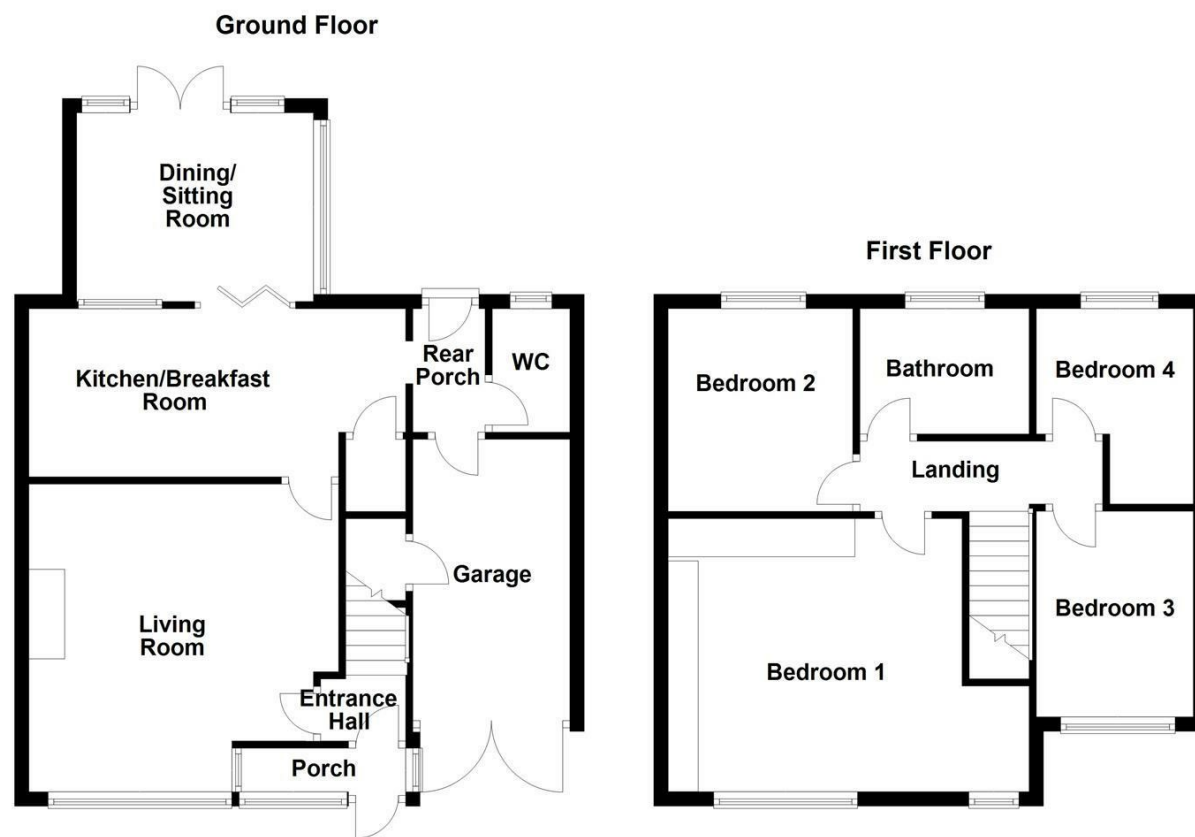 Ground Floor
Dining/
Sitting
Room
Kitchen/Breakfast
Room
Rear
Porch
WC
Living
Room
Garage
Entrance
Hall
Porch
First Floor
Bedroom 2
Bathroom
Bedroom 4
Landing
Bedroom 1
Bedroom 3